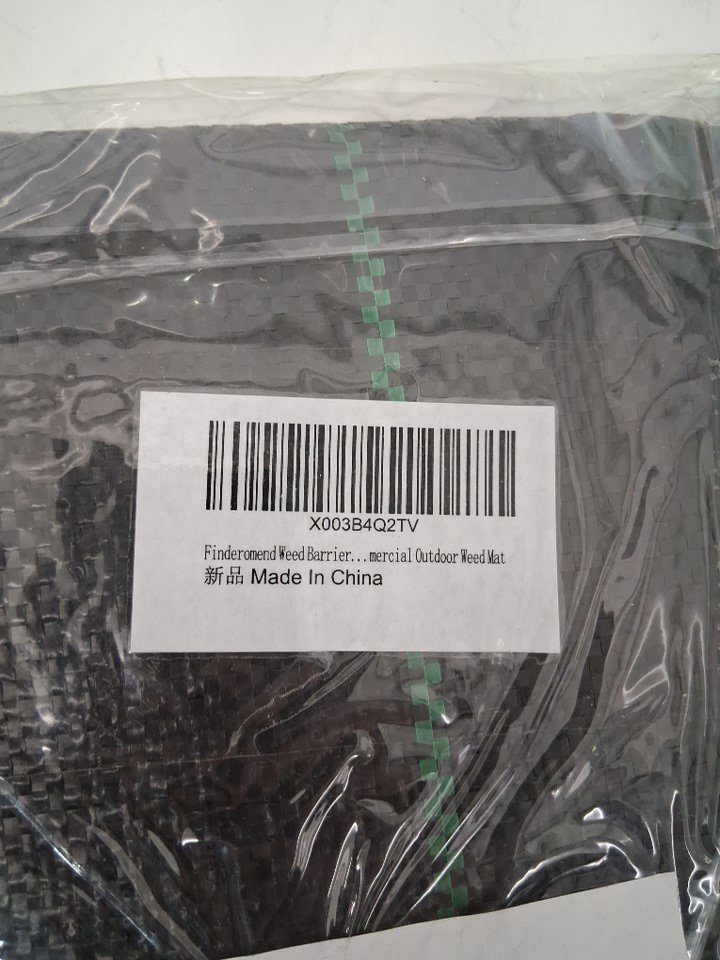 X003B4Q2TV
Finderomend Weed Barrier...mercial Outdoor Weed Mat
新品 Made In China